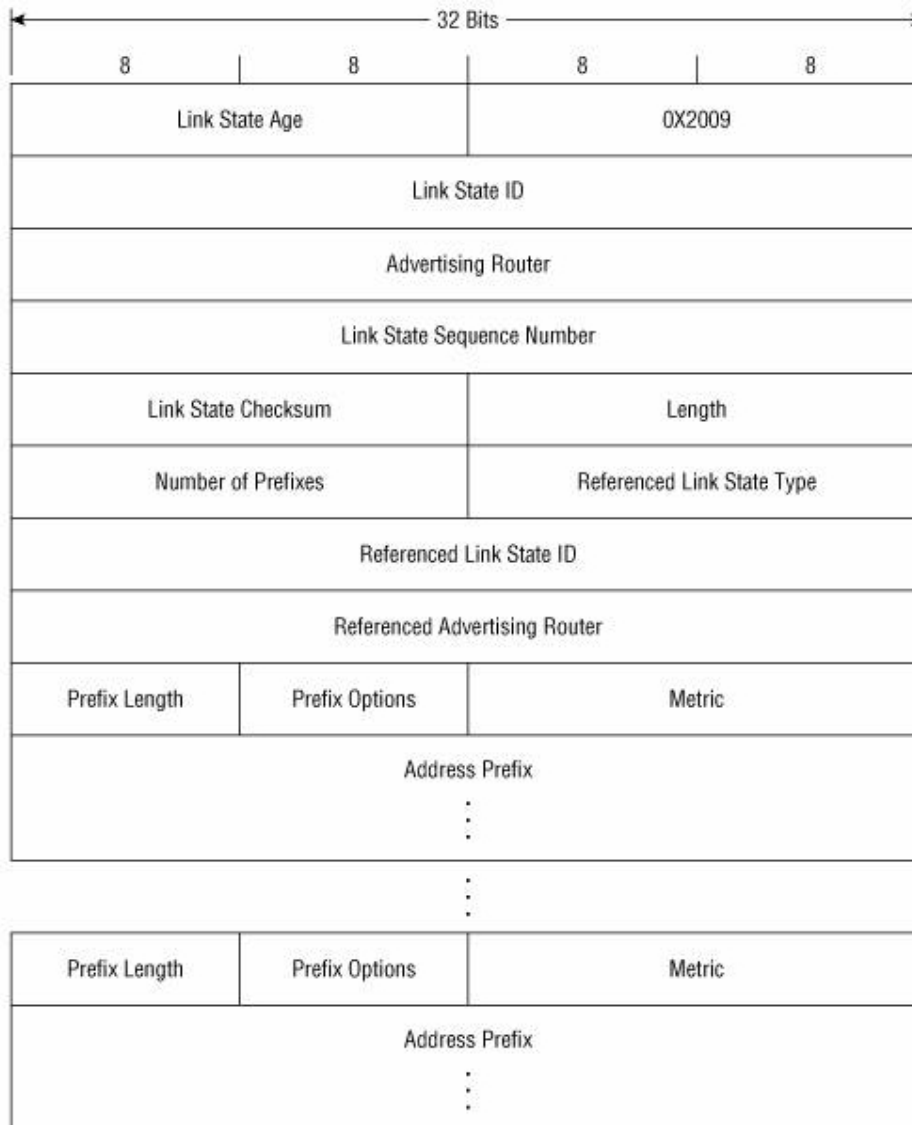 32 Bits
8 8 8 8
Link State Age 0X2009
Link State ID
Advertising Router
Link State Sequence Number
Link State Checksum Length
Number of Prefixes Referenced Link State Type
Referenced Link State ID
Referenced Advertising Router
Prefix Length Prefix Options Metric
Address Prefix
Prefix Length Prefix Options Metric
Address Prefix